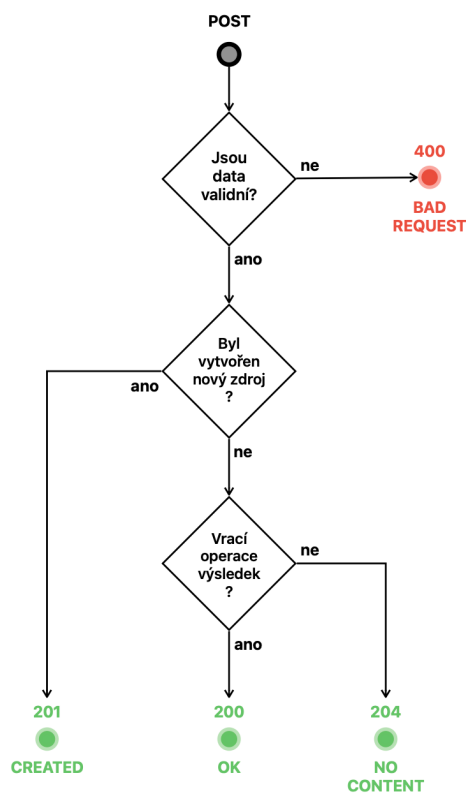 POST
Jsou
data
validní?
ne
400
BAD
REQUEST
ano
Byl
vytvořen
nový zdroj
?
ano
ne
Vrací
operace
výsledek
?
ne
ano
201
CREATED
200
OK
204
NO
CONTENT